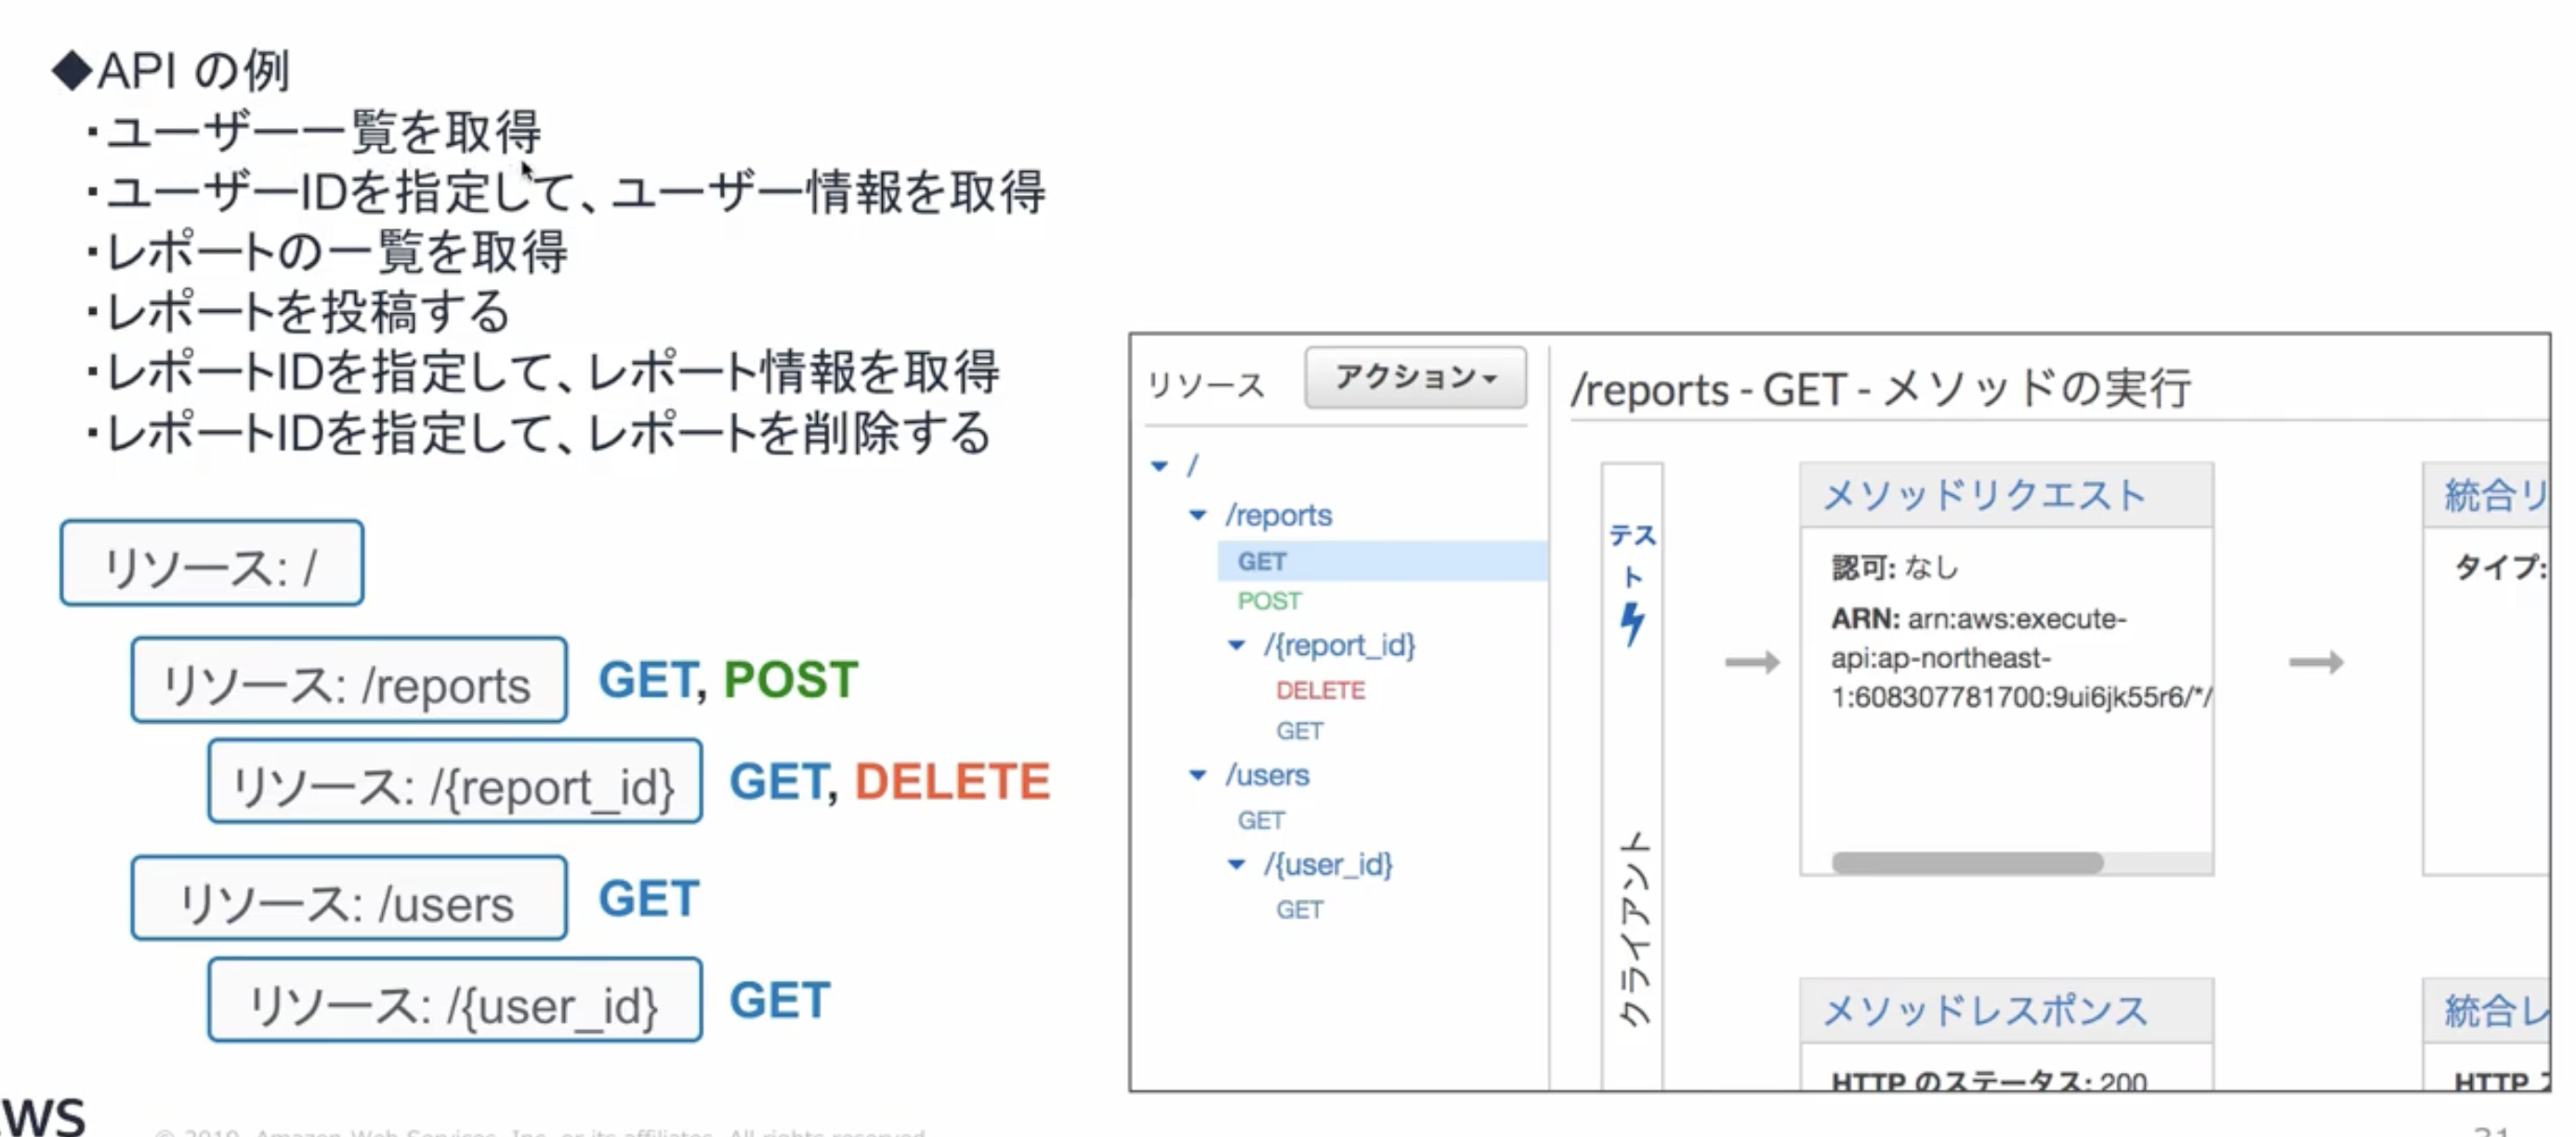 ◆API の例
・ユーザー一覧を取得
・ユーザーIDを指定して、ユーザー情報を取得
・レポートの一覧を取得
・レポートを投稿する
・レポートIDを指定して、レポート情報を取得
・レポートIDを指定して、レポートを削除する
リソース: /
リソース: /reports GET, POST
リソース: /{report_id} GET, DELETE
リソース: /users GET
リソース: /{user_id} GET
リソース アクション
/
/reports
GET
POST
/{report_id}
DELETE
GET
/users
GET
/{user_id}
GET
/reports - GET - メソッドの実行
テス
ト
クライアント
メソッドリクエスト
認可: なし
ARN: arn:aws:execute-
api:ap-northeast-
1:608307781700:9ui6jk55r6/*/
統合リ
タイプ:
メソッドレスポンス
HTTP のステータス: 200
統合レ
HTTP
WS
© 2019, Amazon Web Services, Inc. or its affiliates. All rights reserved